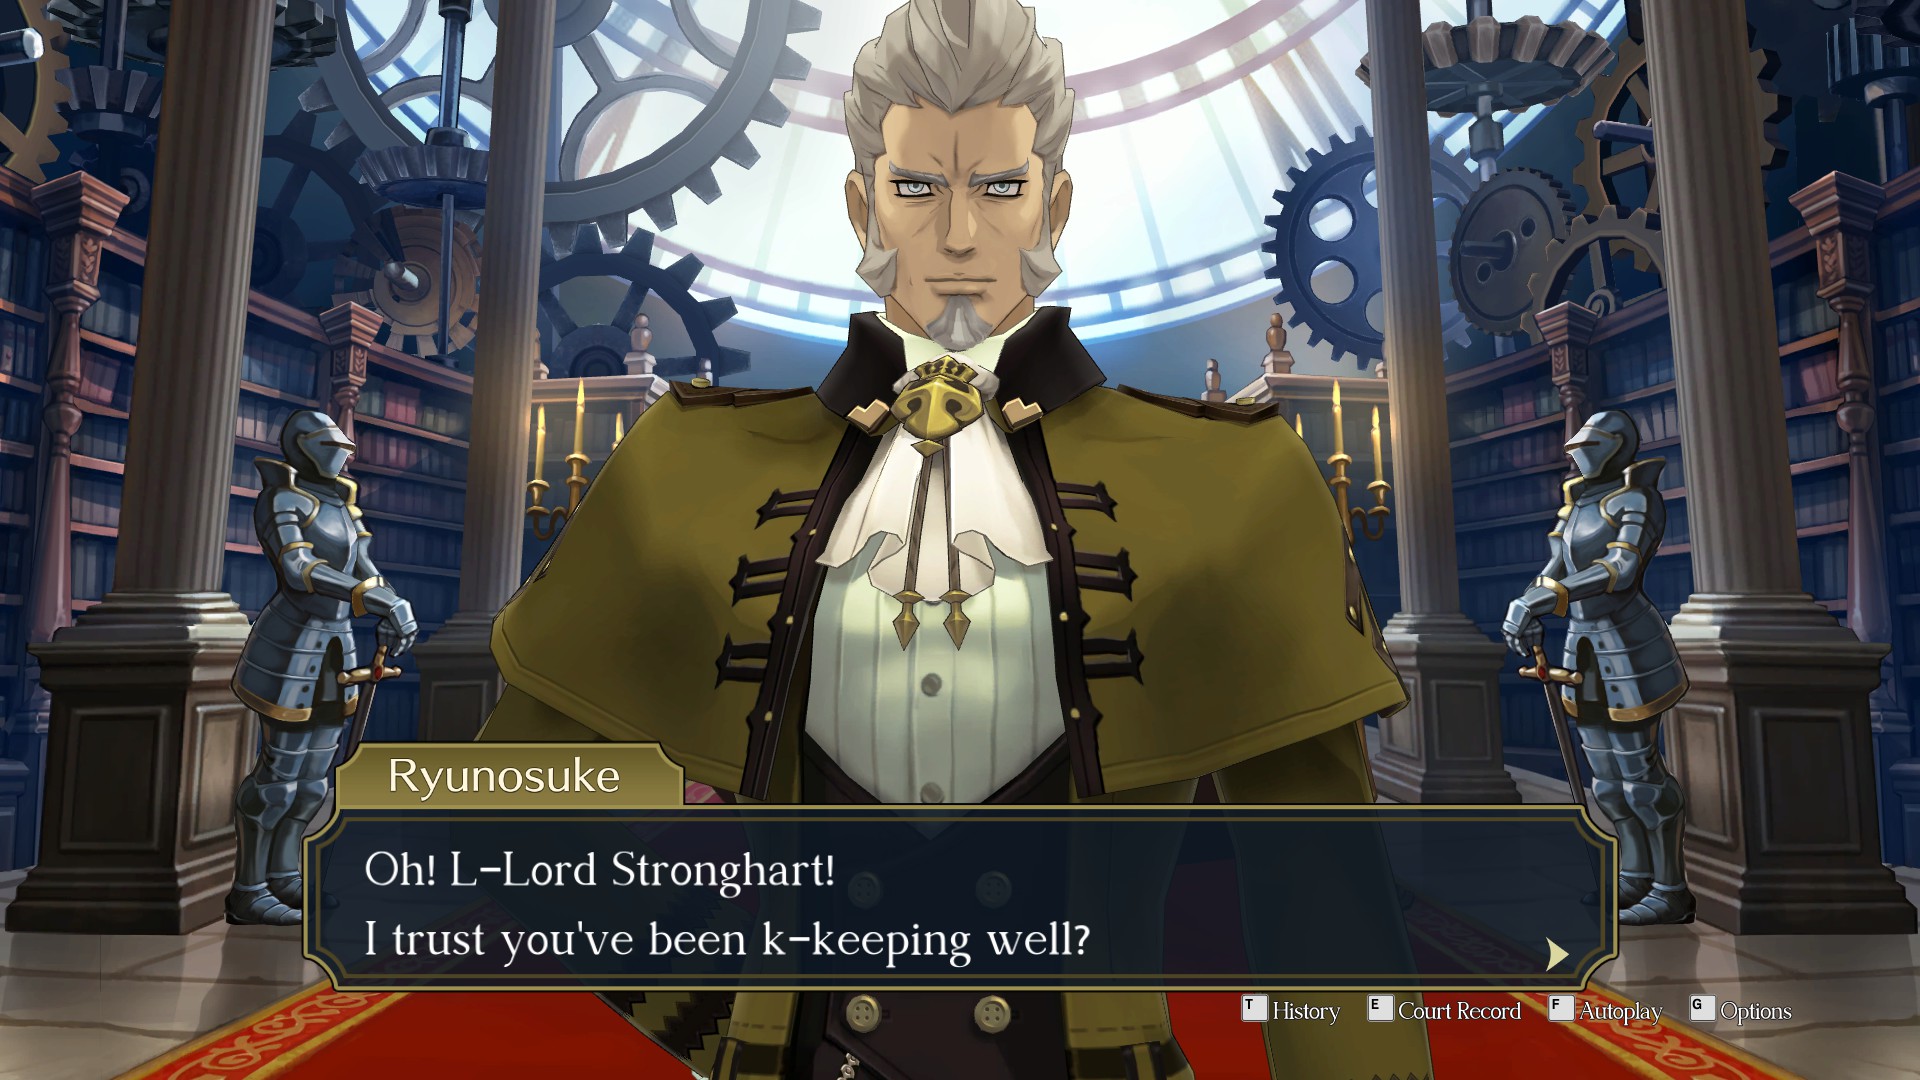 Ryunosuke
Oh! L-Lord Stronghart!
I trust you've been k-keeping well?
T History E Court Record F Autoplay G Options